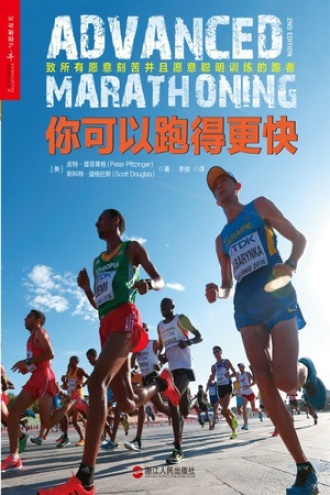 ADVANCED
2ND EDITION
致所有愿意刻苦并且愿意聪明训练的跑者
MARATHONING
你可以跑得更快
[美] 皮特·普菲青格 (Peter Pfitzinger)
斯科特·道格拉斯 (Scott Douglas) ◎著 李俊 ◎译
TDK
TDK
浙江人民出版社